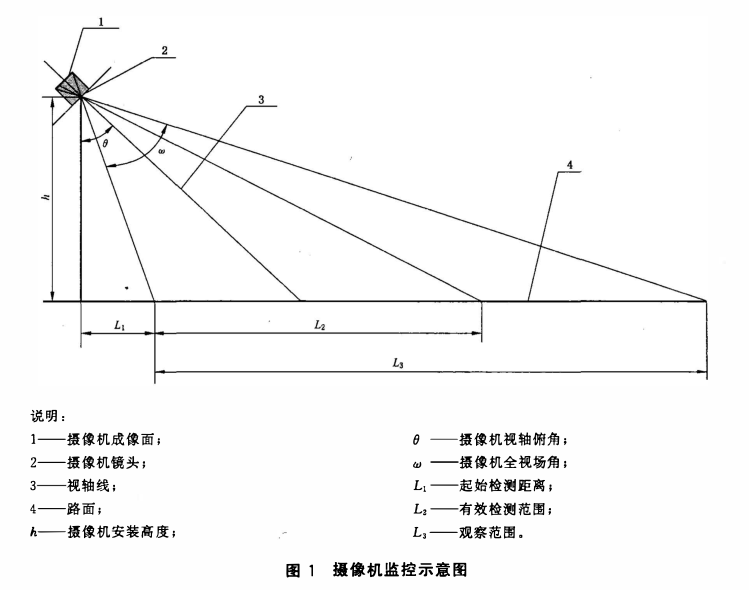 1
2
3
4
θ
ω
h
L₁
L₂
L₃
说明：
1——摄像机成像面；
2——摄像机镜头；
3——视轴线；
4——路面；
h——摄像机安装高度；
θ ——摄像机视轴俯角；
ω ——摄像机全视场角；
L₁——起始检测距离；
L₂——有效检测范围；
L₃——观察范围。
图 1 摄像机监控示意图